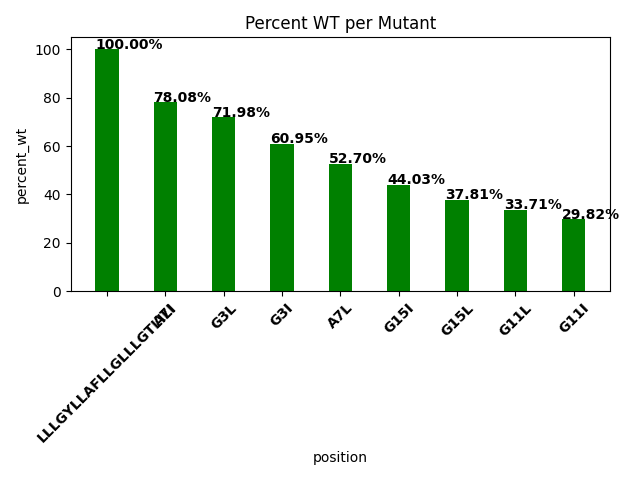 Percent WT per Mutant
percent_wt
100
80
60
40
20
0
100.00%
78.08%
71.98%
60.95%
52.70%
44.03%
37.81%
33.71%
29.82%
A7I
G3L
G3I
A7L
G15I
G15L
G11L
G11I
position